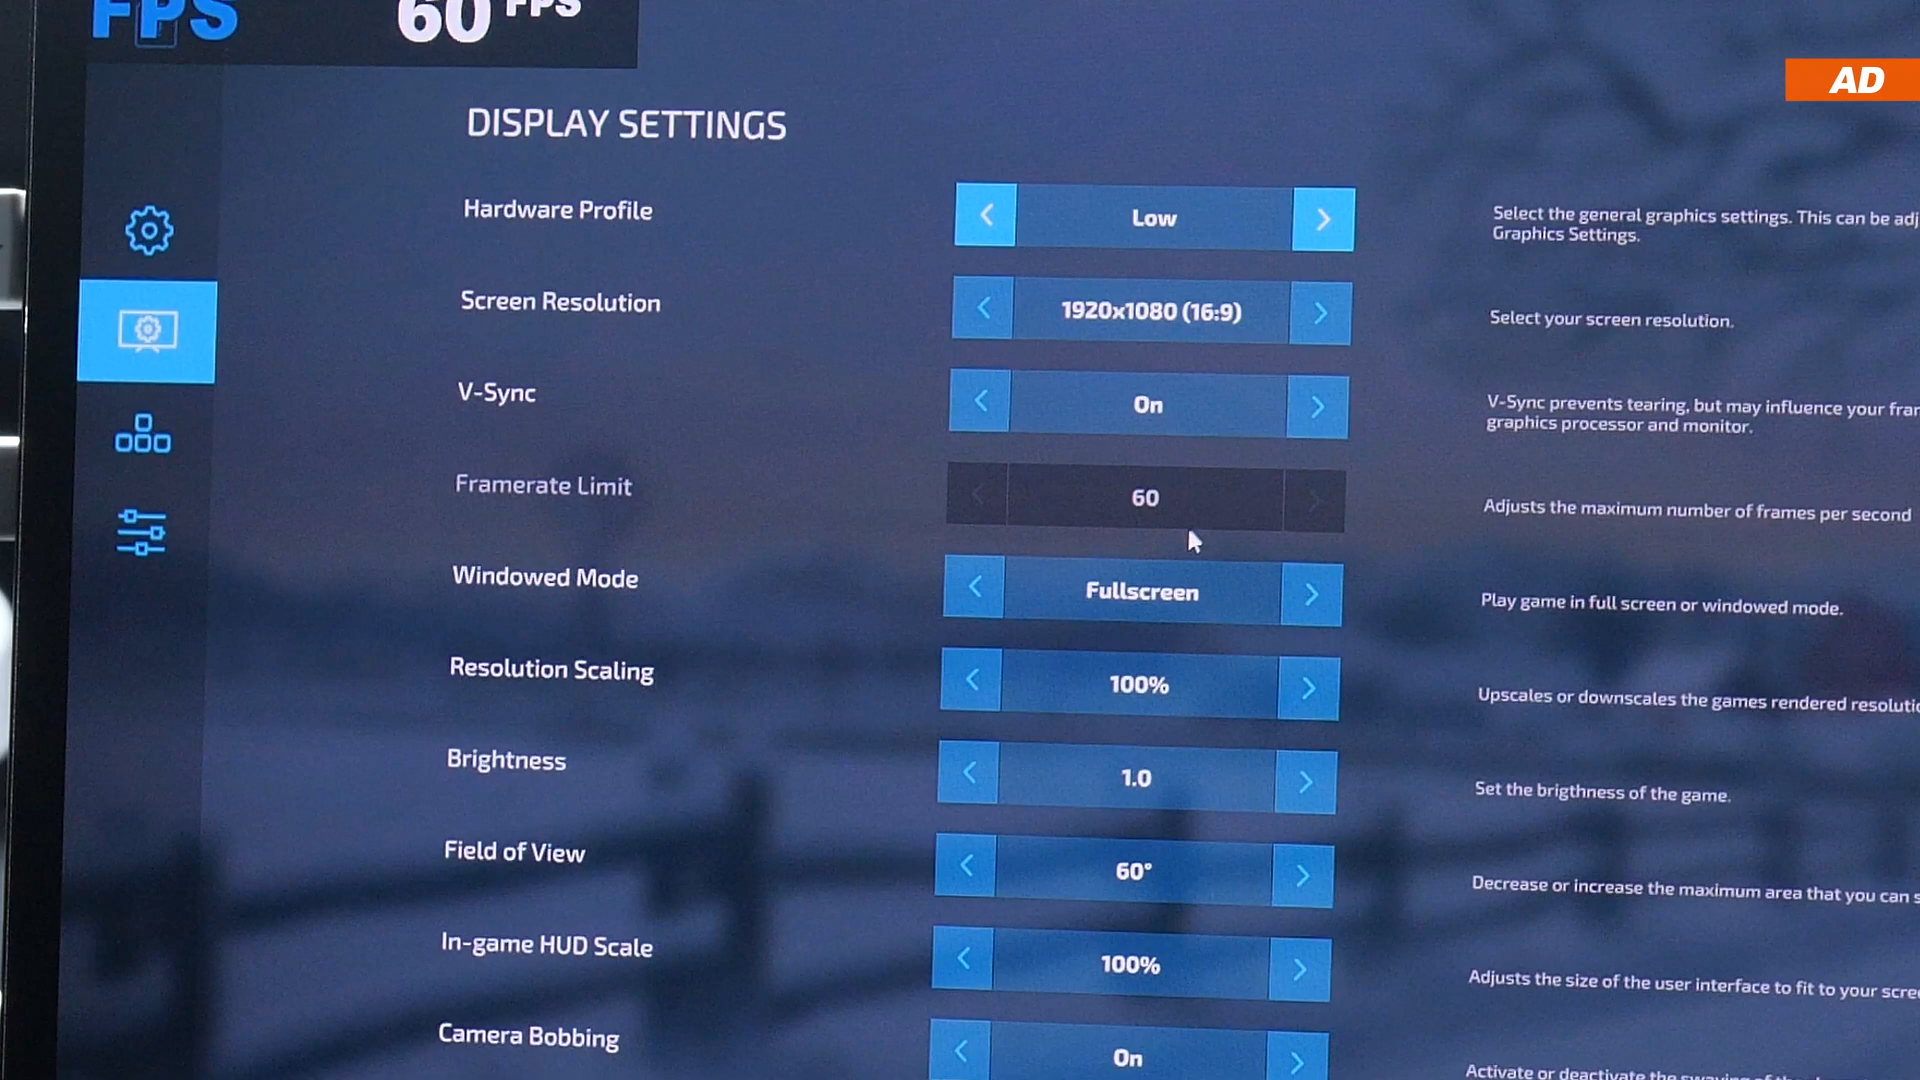 FPS 60 FPS
AD
DISPLAY SETTINGS
Hardware Profile
Low
Select the general graphics settings. This can be adj
Graphics Settings.
Screen Resolution
1920x1080 (16:9)
Select your screen resolution.
V-Sync
On
V-Sync prevents tearing, but may influence your fra
graphics processor and monitor.
Framerate Limit
60
Adjusts the maximum number of frames per second
Windowed Mode
Fullscreen
Play game in full screen or windowed mode.
Resolution Scaling
100%
Upscales or downscales the games rendered resoluti
Brightness
1.0
Set the brigthness of the game.
Field of View
60°
Decrease or increase the maximum area that you can s
In-game HUD Scale
100%
Adjusts the size of the user interface to fit to your scre
Camera Bobbing
On
Activate or deactivate the swaying of the